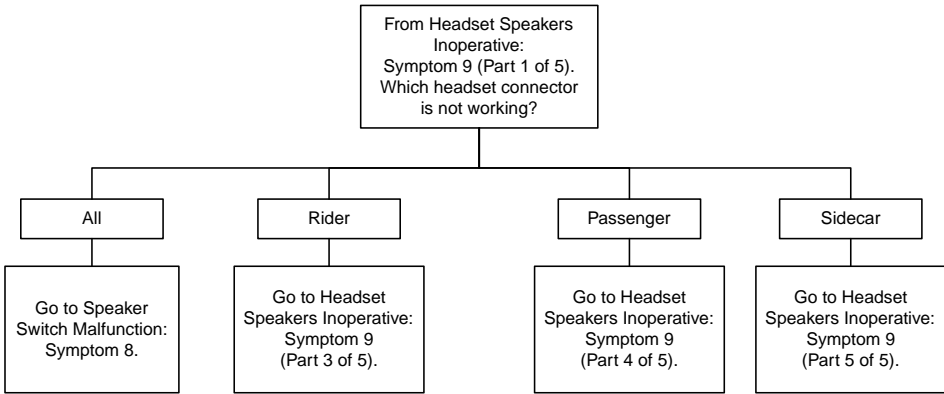 From Headset Speakers
Inoperative:
Symptom 9 (Part 1 of 5).
Which headset connector
is not working?
All
Rider
Passenger
Sidecar
Go to Speaker
Switch Malfunction:
Symptom 8.
Go to Headset
Speakers Inoperative:
Symptom 9
(Part 3 of 5).
Go to Headset
Speakers Inoperative:
Symptom 9
(Part 4 of 5).
Go to Headset
Speakers Inoperative:
Symptom 9
(Part 5 of 5).